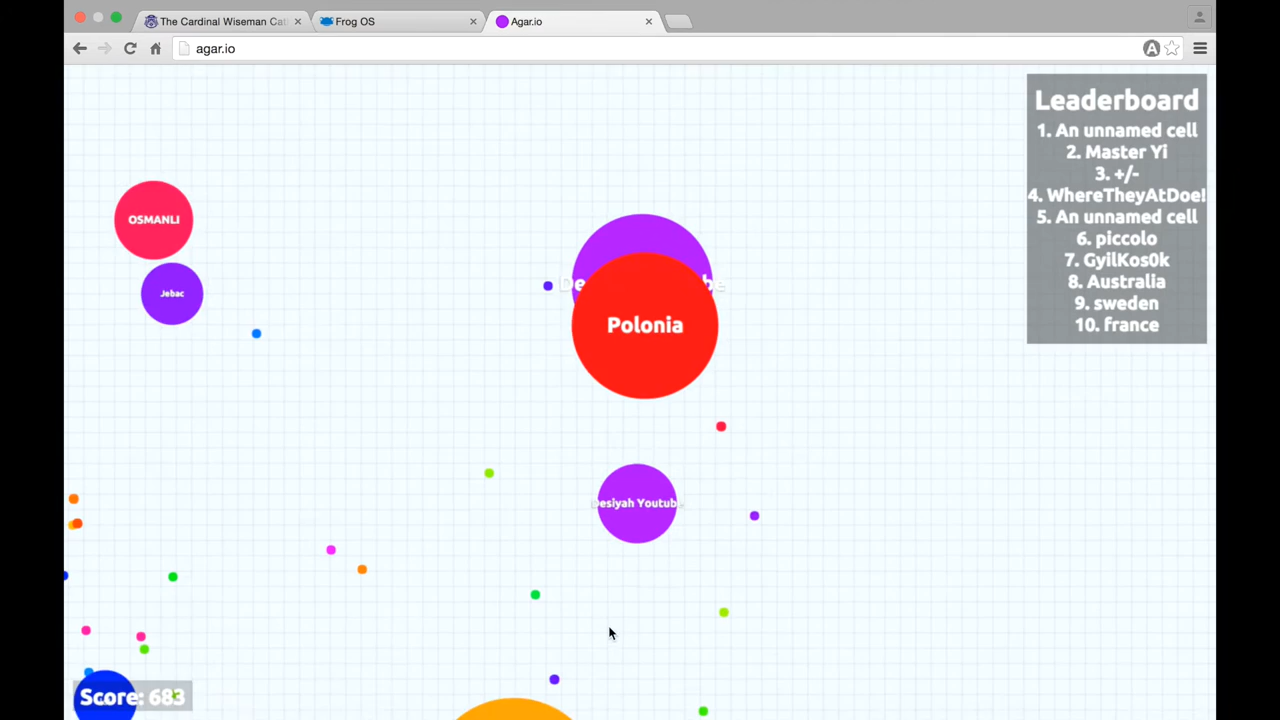 The Cardinal Wiseman Cat
Frog OS
Agar.io
agar.io
Leaderboard
1. An unnamed cell
2. Master Yi
3. +/-
4. WhereTheyAtDoe!
5. An unnamed cell
6. piccolo
7. GyilKos0k
8. Australia
9. sweden
10. france
OSMANLI
Jebac
Polonia
Desiyah Youtube
Score: 683